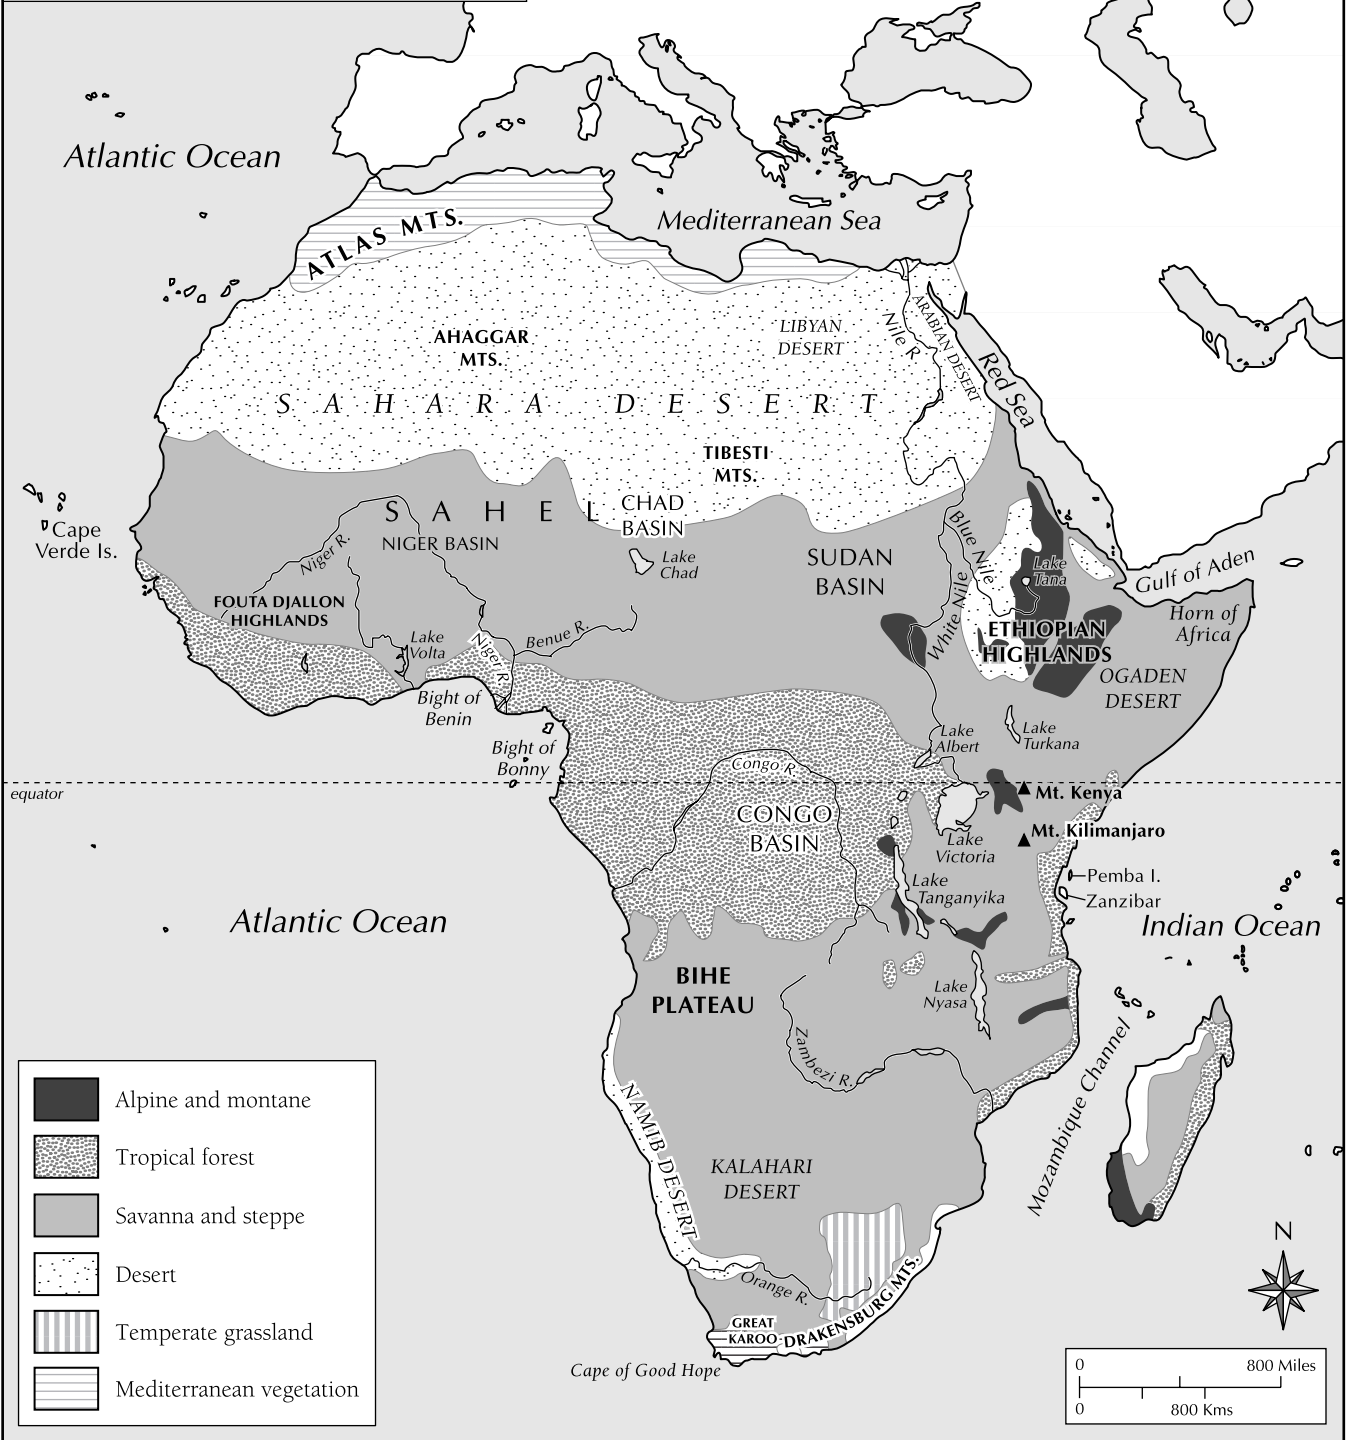 Atlantic Ocean
Mediterranean Sea
ATLAS MTS.
AHAGGAR
MTS.
LIBYAN
DESERT
Nile R.
ARABIAN DESERT
Red Sea
SAHARA DESERT
TIBESTI
MTS.
SAHEL
CHAD
BASIN
Cape
Verde Is.
NIGER BASIN
Niger R.
Lake
Chad
SUDAN
BASIN
Blue Nile
White Nile
Lake
Tana
Gulf of Aden
Horn of
Africa
FOUTA DJALLON
HIGHLANDS
Lake
Volta
Niger R.
Benue R.
ETHIOPIAN
HIGHLANDS
OGADEN
DESERT
Bight of
Benin
Bight of
Bonny
Lake
Albert
Lake
Turkana
equator
Congo R.
Mt. Kenya
CONGO
BASIN
Mt. Kilimanjaro
Lake
Victoria
Lake
Tanganyika
Pemba I.
Zanzibar
Atlantic Ocean
Indian Ocean
BIHE
PLATEAU
Lake
Nyasa
Zambezi R.
Mozambique Channel
NAMIB DESERT
KALAHARI
DESERT
Orange R.
GREAT
KAROO
DRAKENSBURG MTS.
Cape of Good Hope
Alpine and montane
Tropical forest
Savanna and steppe
Desert
Temperate grassland
Mediterranean vegetation
N
0 800 Miles
0 800 Kms